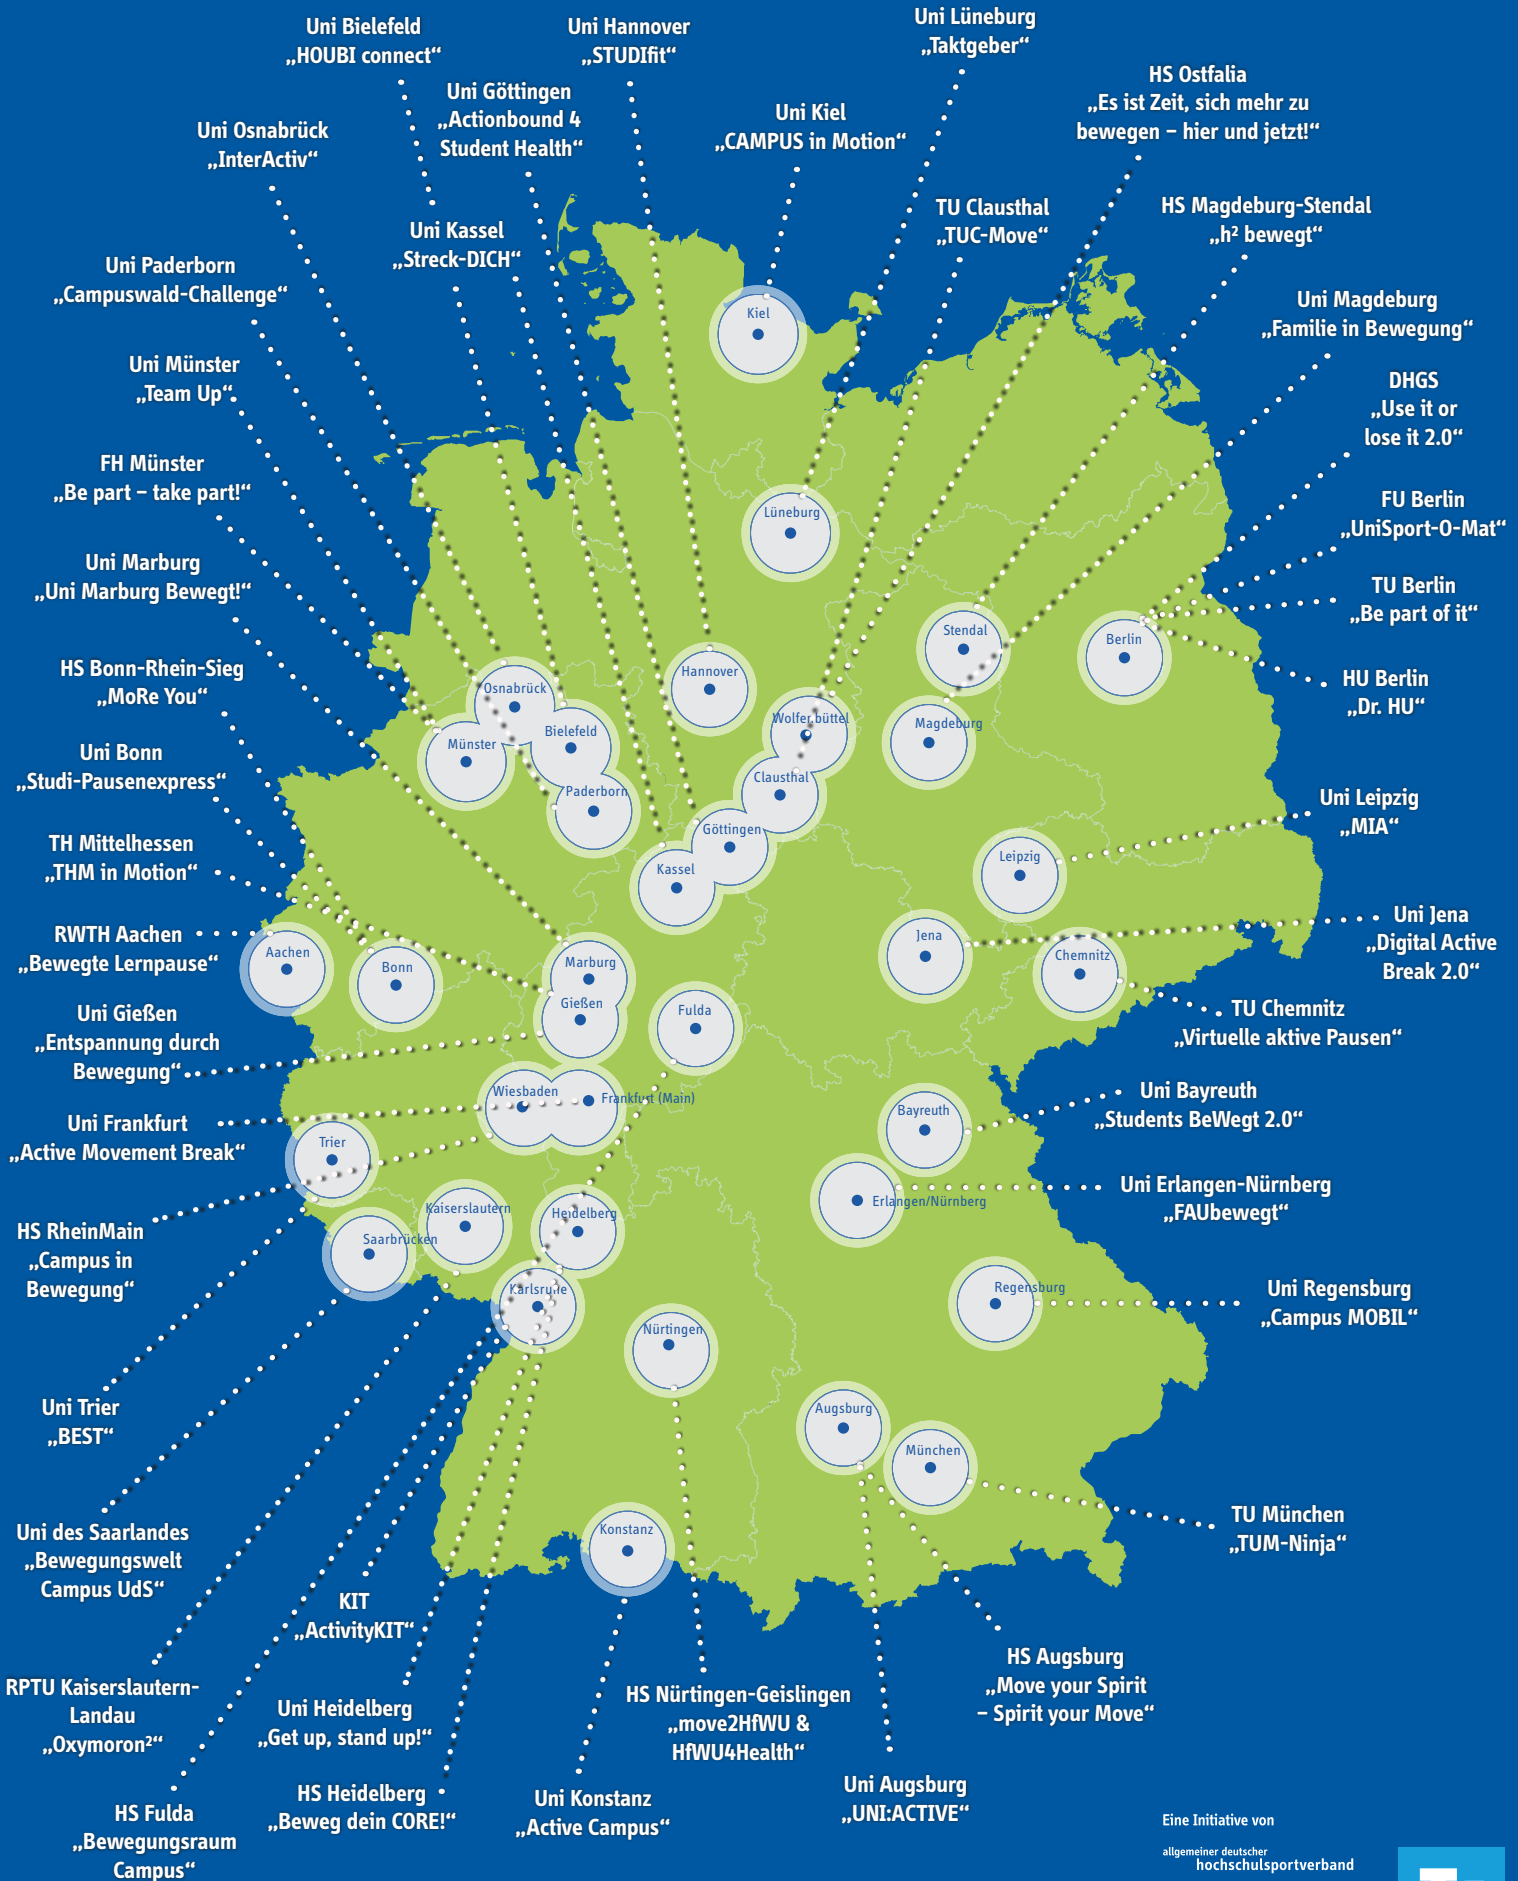 Uni Bielefeld
„HOUBI connect“
Uni Hannover
„STUDIfit“
Uni Lüneburg
„Taktgeber“
Uni Göttingen
„Actionbound 4
Student Health“
Uni Kiel
„CAMPUS in Motion“
HS Ostfalia
„Es ist Zeit, sich mehr zu
bewegen – hier und jetzt!“
Uni Osnabrück
„InterActiv“
Uni Kassel
„Streck-DICH“
TU Clausthal
„TUC-Move“
HS Magdeburg-Stendal
„h² bewegt“
Uni Paderborn
„Campuswald-Challenge“
Uni Magdeburg
„Familie in Bewegung“
Uni Münster
„Team Up“
DHGS
„Use it or
lose it 2.0“
FH Münster
„Be part – take part!“
FU Berlin
„UniSport-O-Mat“
Uni Marburg
„Uni Marburg Bewegt!“
TU Berlin
„Be part of it“
HS Bonn-Rhein-Sieg
„MoRe You“
HU Berlin
„Dr. HU“
Uni Bonn
„Studi-Pausenexpress“
Uni Leipzig
„MIA“
TH Mittelhessen
„THM in Motion“
RWTH Aachen
„Bewegte Lernpause“
Uni Jena
„Digital Active
Break 2.0“
Uni Gießen
„Entspannung durch
Bewegung“
TU Chemnitz
„Virtuelle aktive Pausen“
Uni Frankfurt
„Active Movement Break“
Uni Bayreuth
„Students BeWegt 2.0“
HS RheinMain
„Campus in
Bewegung“
Uni Erlangen-Nürnberg
„FAUbewegt“
Uni Regensburg
„Campus MOBIL“
Uni Trier
„BEST“
Uni des Saarlandes
„Bewegungswelt
Campus UdS“
TU München
„TUM-Ninja“
KIT
„ActivityKIT“
RPTU Kaiserslautern-
Landau
„Oxymoron²“
Uni Heidelberg
„Get up, stand up!“
HS Nürtingen-Geislingen
„move2HfWU &
HfWU4Health“
HS Augsburg
„Move your Spirit
– Spirit your Move“
HS Fulda
„Bewegungsraum
Campus“
HS Heidelberg
„Beweg dein CORE!“
Uni Konstanz
„Active Campus“
Uni Augsburg
„UNI:ACTIVE“
Kiel
Lüneburg
Stendal
Berlin
Hannover
Osnabrück
Wolfenbüttel
Magdeburg
Bielefeld
Münster
Clausthal
Paderborn
Göttingen
Kassel
Leipzig
Jena
Aachen
Bonn
Marburg
Chemnitz
Gießen
Fulda
Wiesbaden
Frankfurt (Main)
Bayreuth
Trier
Kaiserslautern
Heidelberg
Erlangen/Nürnberg
Saarbrücken
Karlsruhe
Regensburg
Nürtingen
Augsburg
München
Konstanz
Eine Initiative von
allgemeiner deutscher
hochschulsportverband